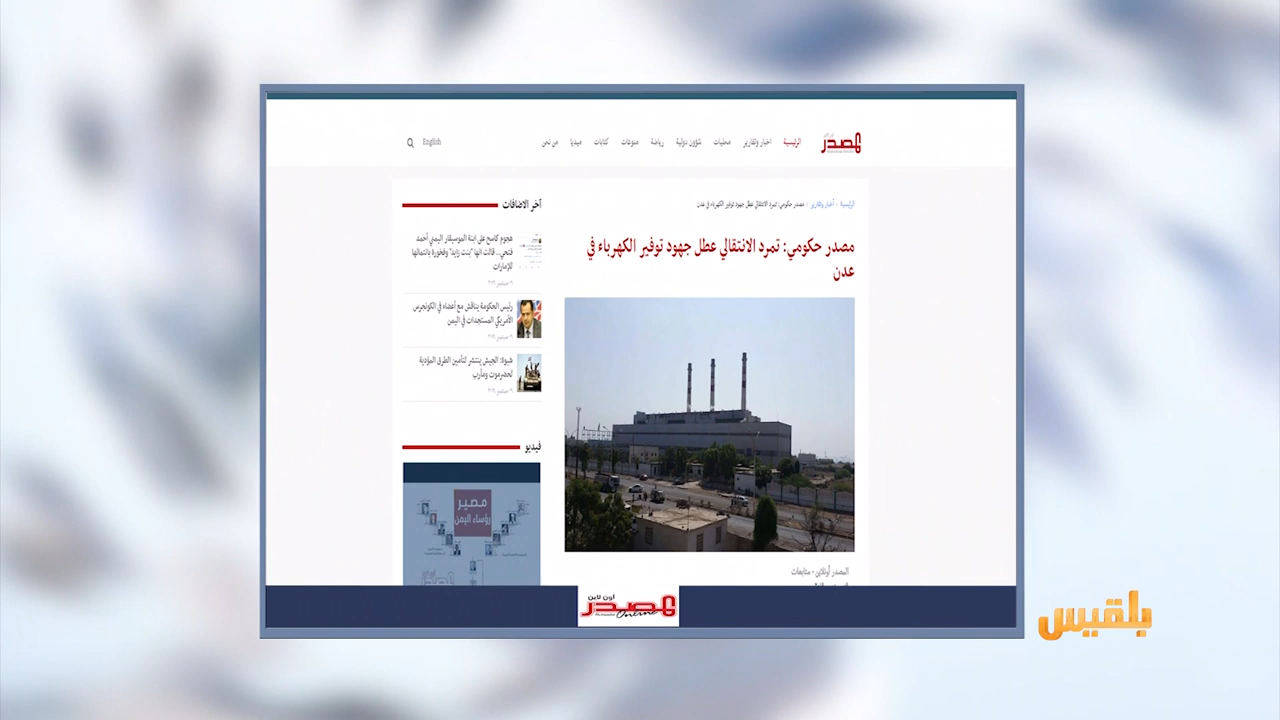 المصدر
الرئيسية
اخبار وتقارير
محليات
شؤون دولية
رياضة
منوعات
كتابات
ميديا
من نحن
English
الرئيسية
أخبار وتقارير
مصدر حكومي: تمرد الانتقالي عطل جهود توفير الكهرباء في عدن
مصدر حكومي: تمرد الانتقالي عطل جهود توفير الكهرباء في
عدن
المصدر أونلاين - متابعات
آخر الاضافات
هجوم كاسح على ابنة الموسيقار اليمني أحمد
فتحي.. قالت انها "بنت زايد" وفخورة بانتمائها
للإمارات
رئيس الحكومة يناقش مع أعضاء في الكونجرس
الأمريكي المستجدات في اليمن
شبوة: الجيش ينتشر لتأمين الطرق المؤدية
لحضرموت ومأرب
فيديو
مصير
رؤساء اليمن
المصدر
أون لاين
المصدر
Online
بلقيس